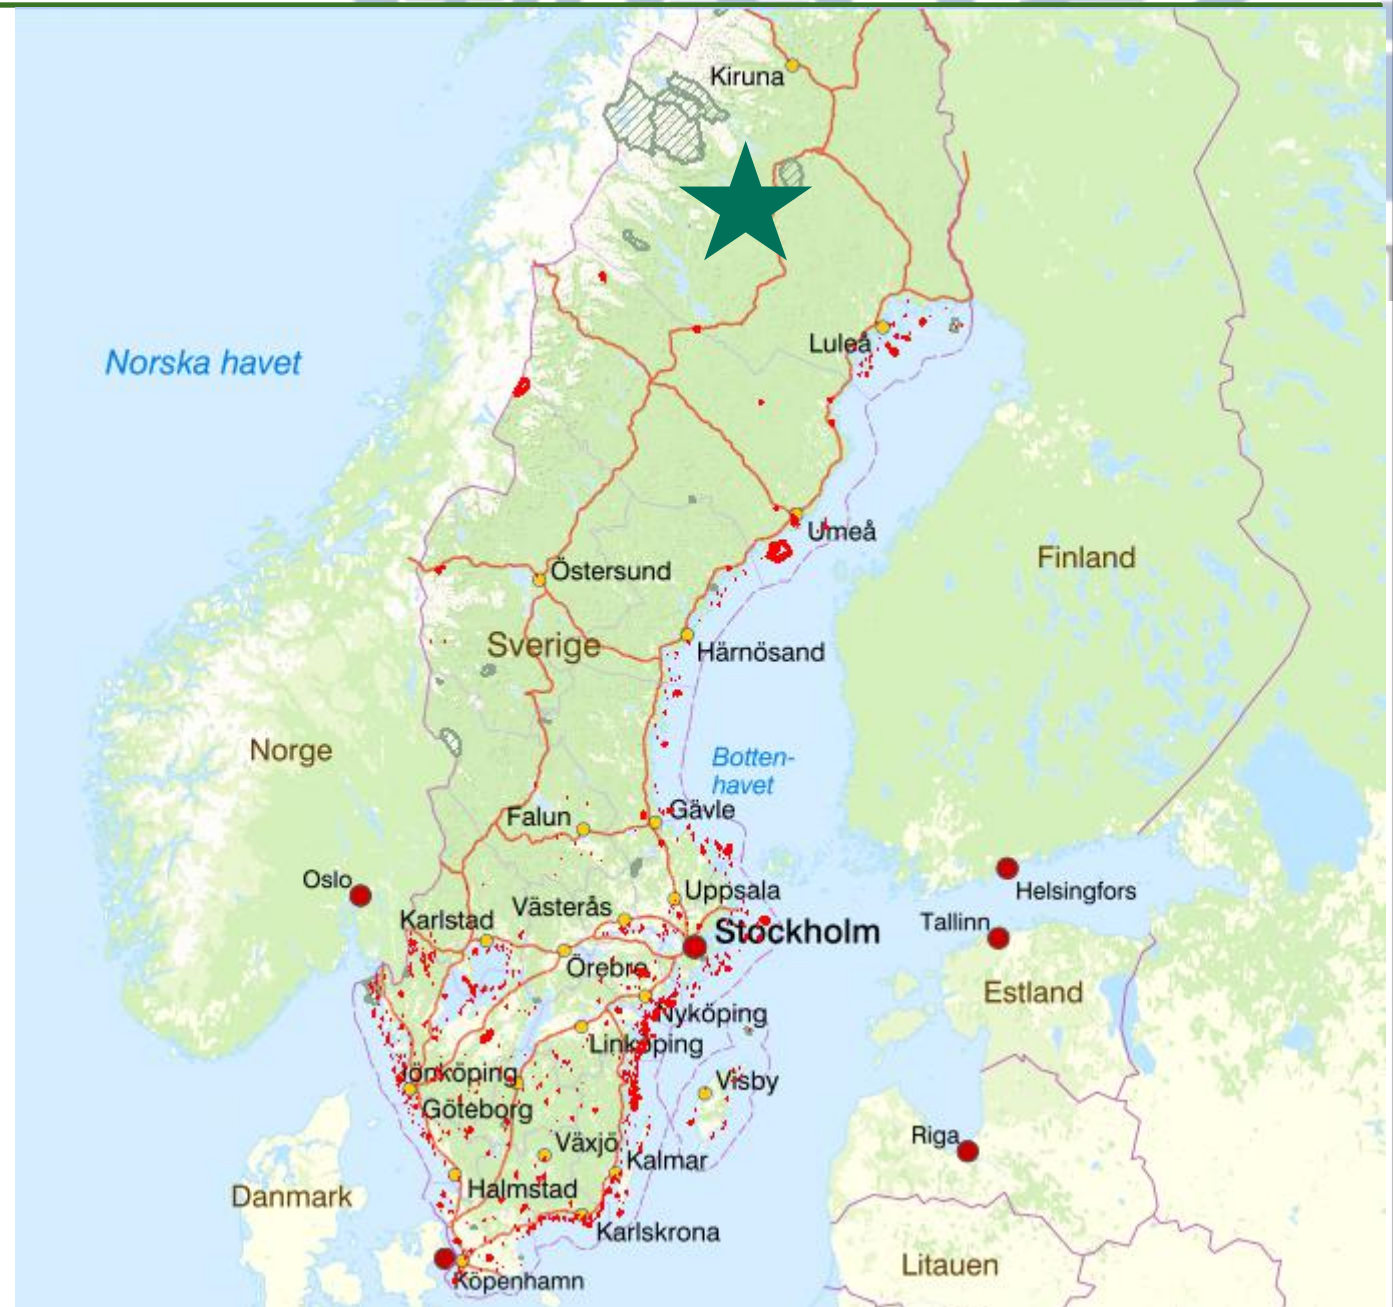 Kiruna
Norska havet
Luleå
Umeå
Finland
Östersund
Sverige
Härnösand
Norge
Botten-
havet
Falun
Gävle
Oslo
Uppsala
Helsingfors
Västerås
Karlstad
Tallinn
Stockholm
Örebro
Estland
Nyköping
Linköping
Jönköping
Visby
Göteborg
Riga
Växjö
Kalmar
Halmstad
Danmark
Karlskrona
Litauen
Köpenhamn